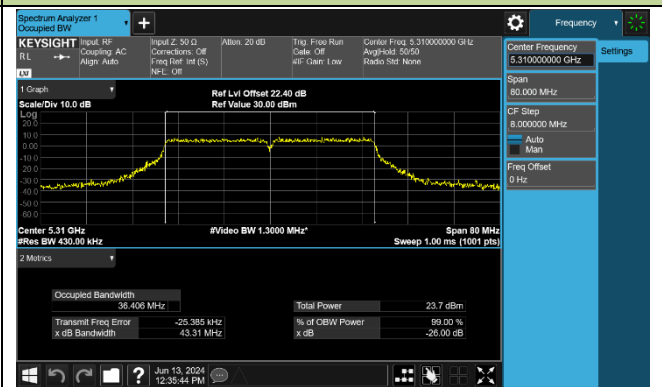 Spectrum Analyzer 1
Occupied BW
+
Frequency
KEYSIGHT
RL
LXI
Input: RF
Coupling: AC
Align: Auto
Input Z: 50 Ω
Corrections: Off
Freq Ref: Int (S)
NFE: Off
Atten: 20 dB
Trig: Free Run
Gate: Off
#IF Gain: Low
Center Freq: 5.310000000 GHz
Avg|Hold: 50/50
Radio Std: None
Center Frequency
5.310000000 GHz
Settings
Span
80.000 MHz
CF Step
8.000000 MHz
Auto
Man
Freq Offset
0 Hz
1 Graph
Scale/Div 10.0 dB
Ref Lvl Offset 22.40 dB
Ref Value 30.00 dBm
Log
20.0
10.0
0.00
-10.0
-20.0
-30.0
-40.0
-50.0
-60.0
Center 5.31 GHz
#Video BW 1.3000 MHz*
Span 80 MHz
#Res BW 430.00 kHz
Sweep 1.00 ms (1001 pts)
2 Metrics
Occupied Bandwidth
36.406 MHz
Total Power 23.7 dBm
Transmit Freq Error -25.385 kHz
% of OBW Power 99.00 %
x dB Bandwidth 43.31 MHz
x dB -26.00 dB
?
Jun 13, 2024
12:35:44 PM